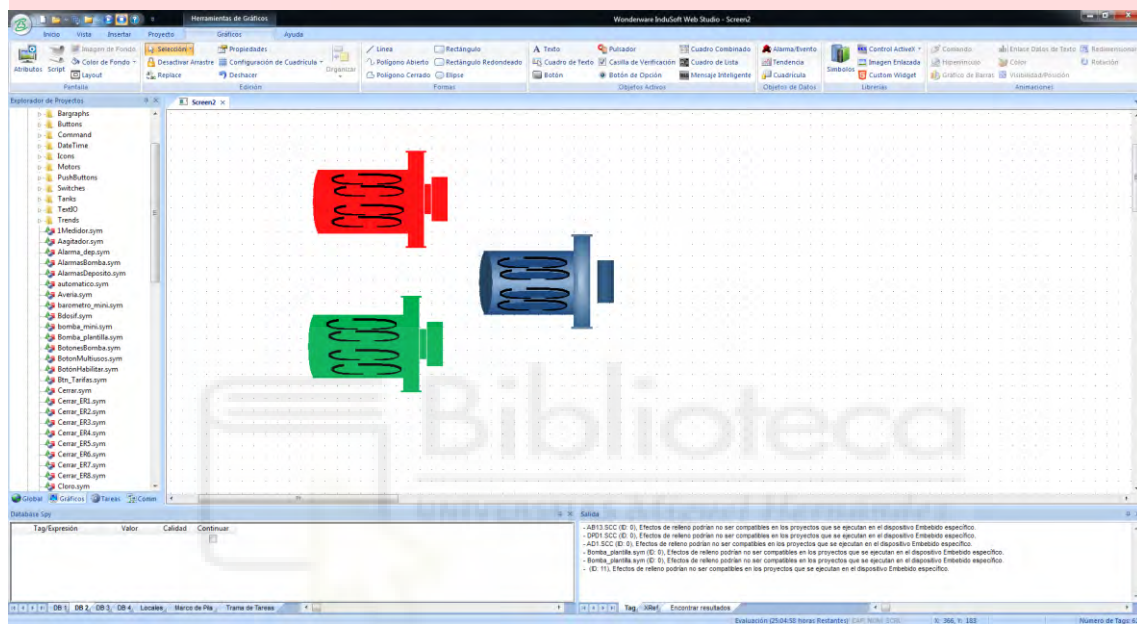 Herramientas de Gráficos
Wonderware InduSoft Web Studio - Screen2
Inicio Vista Insertar Proyecto Gráficos Ayuda
Atributos Script Imagen de Fondo Color de Fondo Layout
Pantalla
Selección Desactivar Arrastre Replace Propiedades Configuración de Cuadrícula Deshacer Organizar
Edición
Línea Polígono Abierto Polígono Cerrado Rectángulo Rectángulo Redondeado Elipse
Formas
Texto Cuadro de Texto Botón Pulsador Casilla de Verificación Botón de Opción Cuadro Combinado Cuadro de Lista Mensaje Inteligente
Objetos Activos
Alarma/Evento Tendencia Cuadrícula
Objetos de Datos
Símbolos Control ActiveX Imagen Enlazada Custom Widget
Librerías
Comando Hipervínculo Gráfico de Barras Enlace Datos de Texto Color Visibilidad/Posición Redimensionar Rotación
Animaciones
Explorador de Proyectos
Screen2
Bargraphs
Buttons
Command
DateTime
Icons
Motors
PushButtons
Switches
Tanks
TextIO
Trends
1Medidor.sym
Aagitador.sym
Alarma_dep.sym
AlarmasBomba.sym
AlarmasDeposito.sym
automatico.sym
Averia.sym
barometro_mini.sym
Bdosif.sym
bomba_mini.sym
Bomba_plantilla.sym
BotonesBomba.sym
BotonMultiusos.sym
BotónHabilitar.sym
Btn_Tarifas.sym
Cerrar.sym
Cerrar_ER1.sym
Cerrar_ER2.sym
Cerrar_ER3.sym
Cerrar_ER4.sym
Cerrar_ER5.sym
Cerrar_ER6.sym
Cerrar_ER7.sym
Cerrar_ER8.sym
Cloro.sym
Biblioteca
Global Gráficos Tareas Comm
Database Spy
Tag/Expresión Valor Calidad Continuar
DB 1 DB 2 DB 3 DB 4 Locales Marco de Pila Trama de Tareas
Salida
- AB13.SCC (ID: 0), Efectos de relleno podrían no ser compatibles en los proyectos que se ejecutan en el dispositivo Embebido específico.
- DPD1.SCC (ID: 0), Efectos de relleno podrían no ser compatibles en los proyectos que se ejecutan en el dispositivo Embebido específico.
- AD1.SCC (ID: 0), Efectos de relleno podrían no ser compatibles en los proyectos que se ejecutan en el dispositivo Embebido específico.
- Bomba_plantilla.sym (ID: 0), Efectos de relleno podrían no ser compatibles en los proyectos que se ejecutan en el dispositivo Embebido específico.
- Bomba_plantilla.sym (ID: 0), Efectos de relleno podrían no ser compatibles en los proyectos que se ejecutan en el dispositivo Embebido específico.
- (ID: 11), Efectos de relleno podrían no ser compatibles en los proyectos que se ejecutan en el dispositivo Embebido específico.
Tag XRef Encontrar resultados
X: 366, Y: 183
Número de Tags: